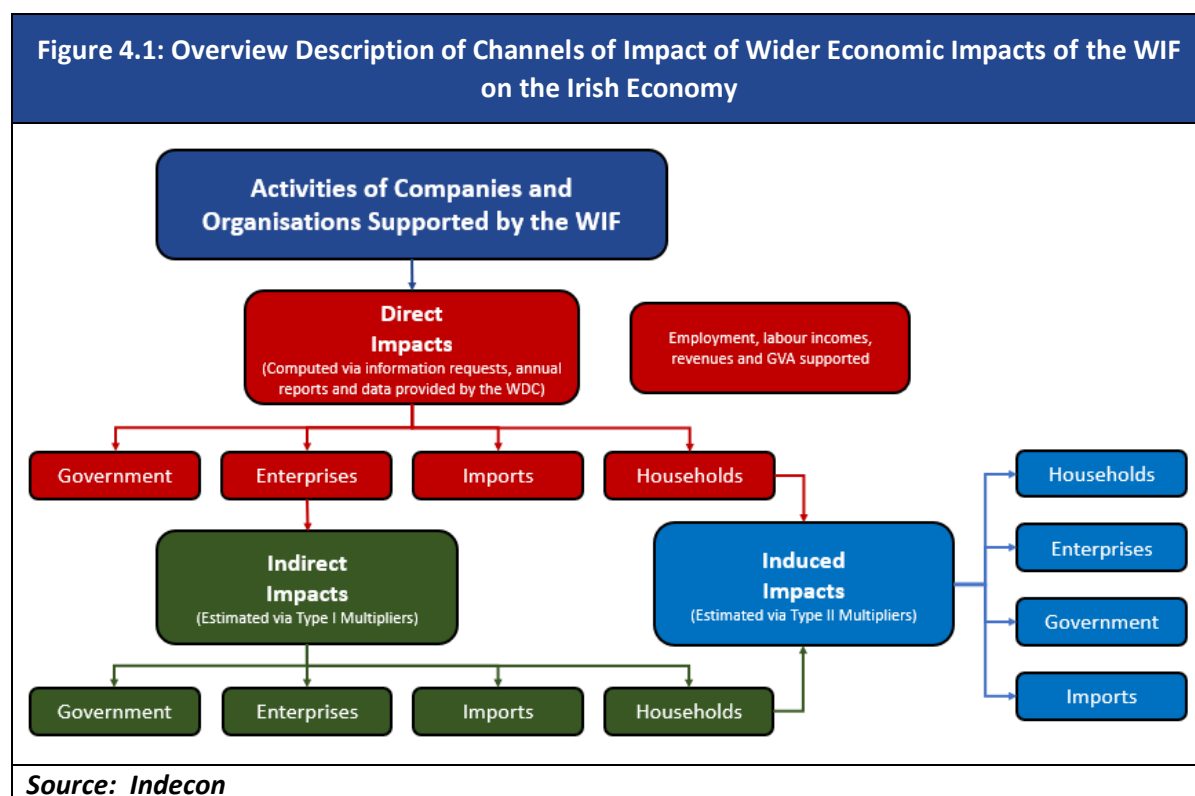 Figure 4.1: Overview Description of Channels of Impact of Wider Economic Impacts of the WIF
on the Irish Economy
Activities of Companies and
Organisations Supported by the WIF
Direct
Impacts
(Computed via information requests, annual
reports and data provided by the WDC)
Employment, labour incomes,
revenues and GVA supported
Government
Enterprises
Imports
Households
Indirect
Impacts
(Estimated via Type I Multipliers)
Induced
Impacts
(Estimated via Type II Multipliers)
Households
Enterprises
Government
Imports
Government
Enterprises
Imports
Households
Source: Indecon